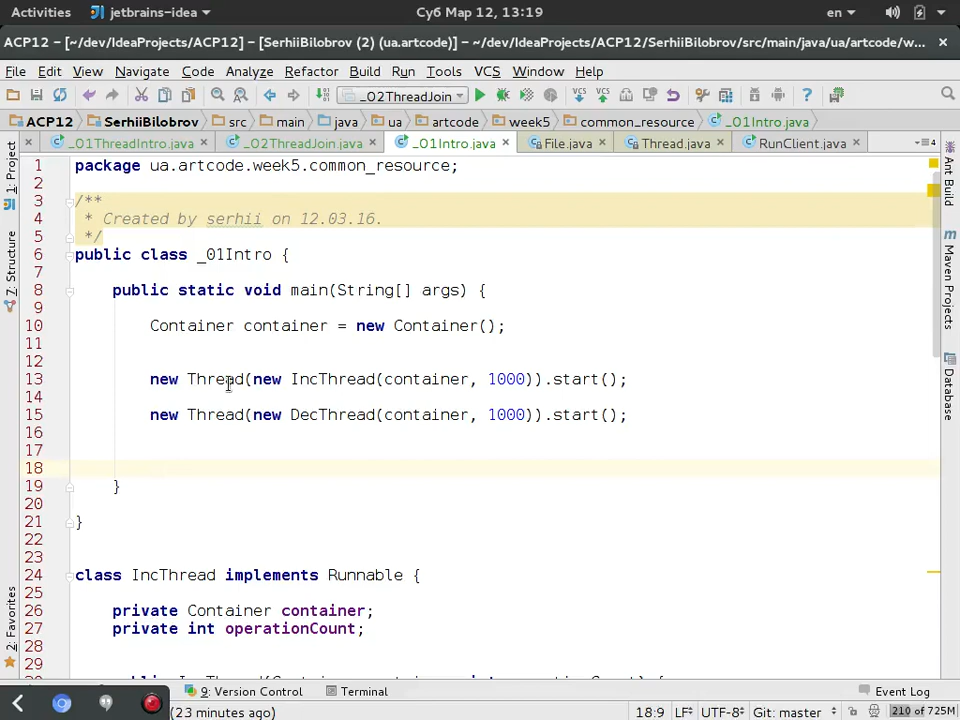 Activities jetbrains-idea Суб Мар 12, 13:19 en
ACP12 – [~/dev/IdeaProjects/ACP12] – [SerhiiBilobrov (2) (ua.artcode)] – ~/dev/IdeaProjects/ACP12/SerhiiBilobrov/src/main/java/ua/artcode/w...
File Edit View Navigate Code Analyze Refactor Build Run Tools VCS Window Help
_02ThreadJoin
ACP12 SerhiiBilobrov src main java ua artcode week5 common_resource _01Intro.java
_01ThreadIntro.java _02ThreadJoin.java _01Intro.java File.java Thread.java RunClient.java
1: Project
7: Structure
2: Favorites
Ant Build
Maven Projects
Database
1 package ua.artcode.week5.common_resource;
2
3 /**
4 * Created by serhii on 12.03.16.
5 */
6 public class _01Intro {
7
8 public static void main(String[] args) {
9
10 Container container = new Container();
11
12
13 new Thread(new IncThread(container, 1000)).start();
14
15 new Thread(new DecThread(container, 1000)).start();
16
17
18
19 }
20
21 }
22
23
24 class IncThread implements Runnable {
25
26 private Container container;
27 private int operationCount;
28
29
9: Version Control Terminal Event Log
(23 minutes ago) 18:9 LF UTF-8 Git: master 210 of 725M